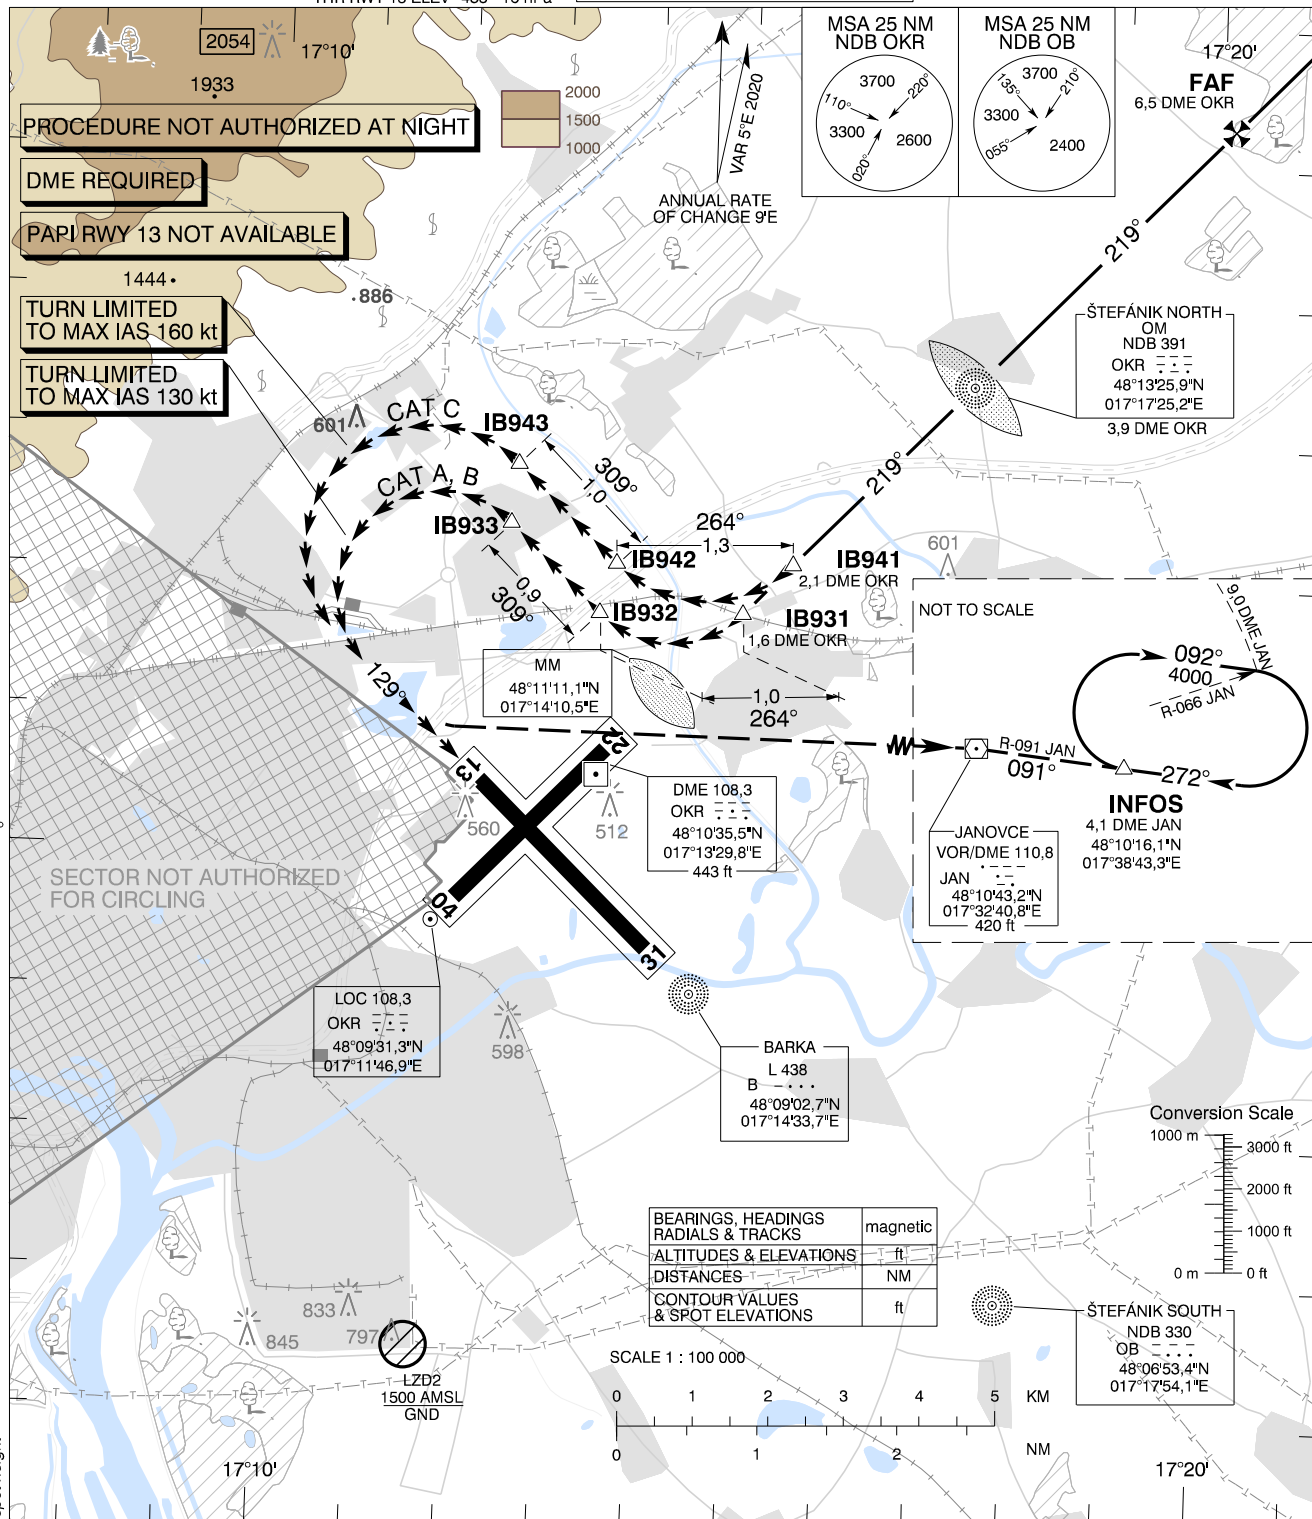 2054
17°10'
1933
PROCEDURE NOT AUTHORIZED AT NIGHT
DME REQUIRED
PAPI RWY 13 NOT AVAILABLE
1444
886
TURN LIMITED
TO MAX IAS 160 kt
TURN LIMITED
TO MAX IAS 130 kt
2000
1500
1000
VAR 5°E 2020
ANNUAL RATE
OF CHANGE 9'E
MSA 25 NM
NDB OKR
3700
220°
110°
3300
2600
020°
MSA 25 NM
NDB OB
3700
135°
210°
3300
055°
2400
17°20'
FAF
6,5 DME OKR
219°
ŠTEFÁNIK NORTH
OM
NDB 391
OKR
48°13'25,9"N
017°17'25,2"E
3,9 DME OKR
219°
601
CAT C
IB943
CAT A, B
IB933
309°
1,0
264°
1,3
IB942
IB941
2,1 DME OKR
601
0,9
309°
IB932
IB931
1,6 DME OKR
NOT TO SCALE
9,0 DME JAN
092°
4000
R-066 JAN
MM
48°11'11,1"N
017°14'10,5"E
1,0
264°
129°
R-091 JAN
091°
272°
INFOS
4,1 DME JAN
48°10'16,1"N
017°38'43,3"E
JANOVCE
VOR/DME 110,8
JAN
48°10'43,2"N
017°32'40,8"E
420 ft
13
22
560
512
DME 108,3
OKR
48°10'35,5"N
017°13'29,8"E
443 ft
SECTOR NOT AUTHORIZED
FOR CIRCLING
04
31
LOC 108,3
OKR
48°09'31,3"N
017°11'46,9"E
598
BARKA
L 438
B
48°09'02,7"N
017°14'33,7"E
Conversion Scale
1000 m
3000 ft
2000 ft
1000 ft
0 m
0 ft
BEARINGS, HEADINGS
RADIALS & TRACKS
magnetic
ALTITUDES & ELEVATIONS
ft
DISTANCES
NM
CONTOUR VALUES
& SPOT ELEVATIONS
ft
833
845
797
LZD2
1500 AMSL
GND
ŠTEFÁNIK SOUTH
NDB 330
OB
48°06'53,4"N
017°17'54,1"E
SCALE 1 : 100 000
0 1 2 3 4 5 KM
0 1 2 NM
17°10'
17°20'